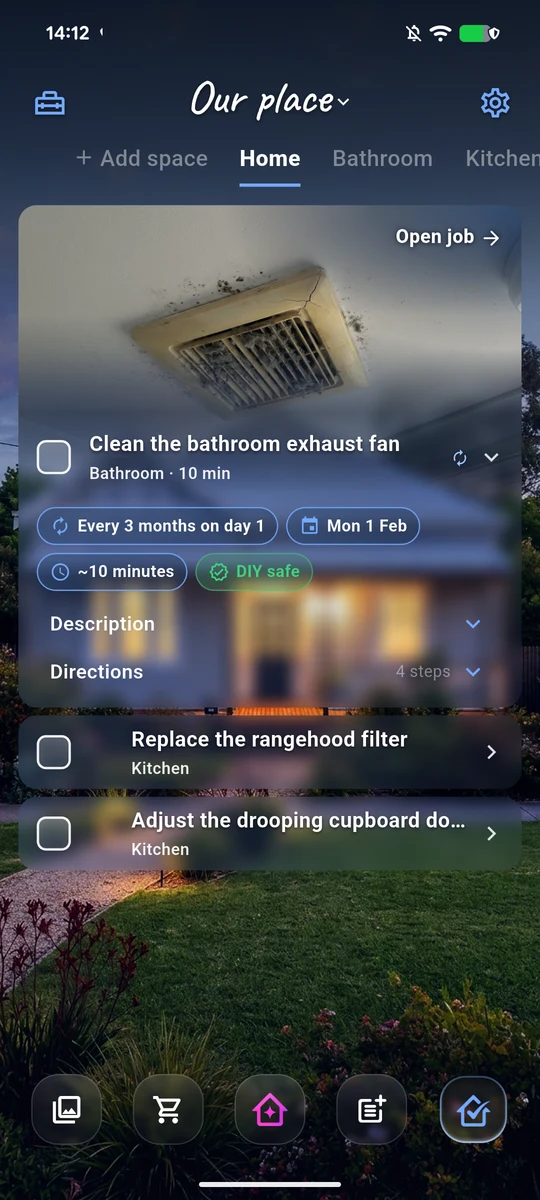 14:12
Our place
+ Add space Home Bathroom Kitchen
Open job →
Clean the bathroom exhaust fan
Bathroom · 10 min
Every 3 months on day 1
Mon 1 Feb
~10 minutes
DIY safe
Description
Directions 4 steps
Replace the rangehood filter
Kitchen
Adjust the drooping cupboard do…
Kitchen